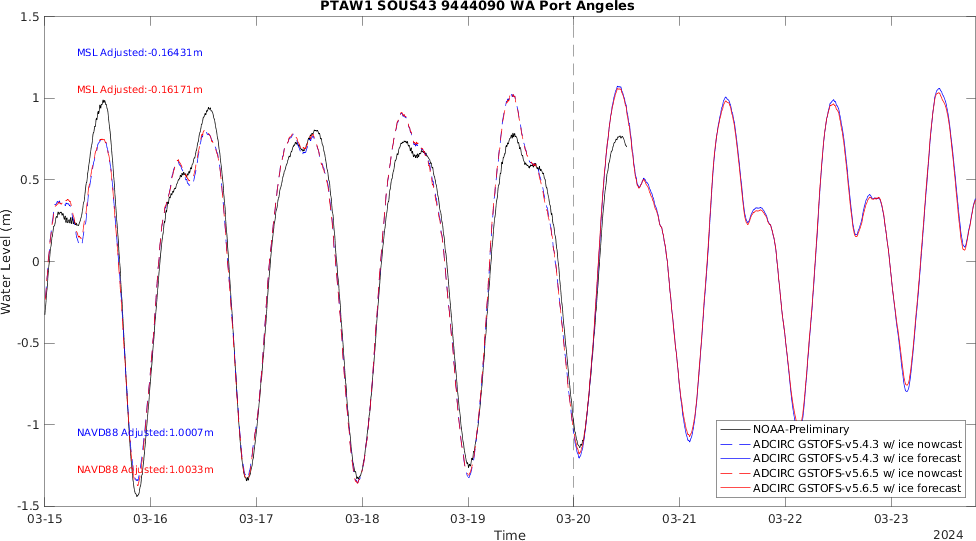 PTAW1 SOUS43 9444090 WA Port Angeles
1.5
MSL Adjusted:-0.16431m
MSL Adjusted:-0.16171m
1
0.5
Water Level (m)
0
-0.5
-1
NAVD88 Adjusted:1.0007m
NAVD88 Adjusted:1.0033m
-1.5
NOAA-Preliminary
ADCIRC GSTOFS-v5.4.3 w/ ice nowcast
ADCIRC GSTOFS-v5.4.3 w/ ice forecast
ADCIRC GSTOFS-v5.6.5 w/ ice nowcast
ADCIRC GSTOFS-v5.6.5 w/ ice forecast
03-15 03-16 03-17 03-18 03-19 03-20 03-21 03-22 03-23
Time
2024